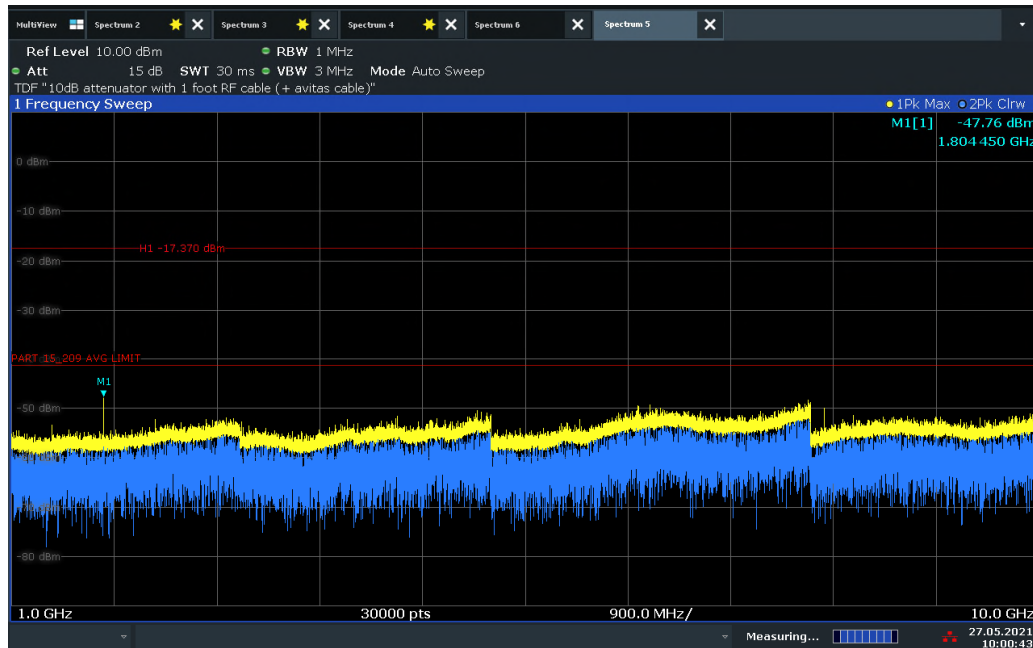 MultiView Spectrum 2 Spectrum 3 Spectrum 4 Spectrum 6 Spectrum 5
Ref Level 10.00 dBm RBW 1 MHz
Att 15 dB SWT 30 ms VBW 3 MHz Mode Auto Sweep
TDF "10dB attenuator with 1 foot RF cable (+ avitas cable)"
1 Frequency Sweep 1Pk Max 2Pk Clrw
M1[1] -47.76 dBm
1.804 450 GHz
0 dBm
-10 dBm
H1 -17.370 dBm
-20 dBm
-30 dBm
PART 15_209 AVG LIMIT
M1
-50 dBm
-80 dBm
1.0 GHz 30000 pts 900.0 MHz/ 10.0 GHz
Measuring... 27.05.2021
10:00:43